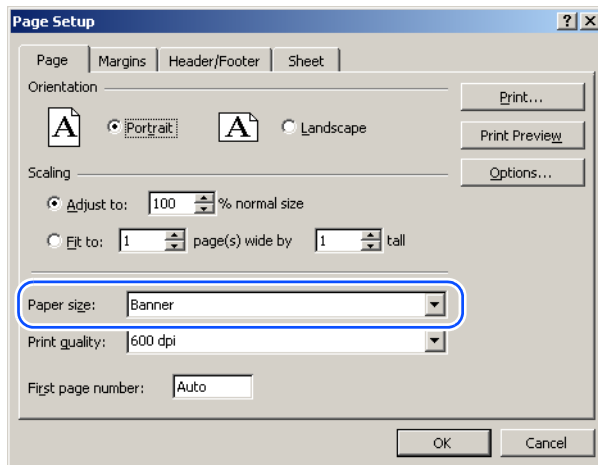 Page Setup
Page Margins Header/Footer Sheet
Orientation
A Portrait A Landscape
Print...
Print Preview
Options...
Scaling
Adjust to: 100 % normal size
Fit to: 1 page(s) wide by 1 tall
Paper size: Banner
Print quality: 600 dpi
First page number: Auto
OK Cancel